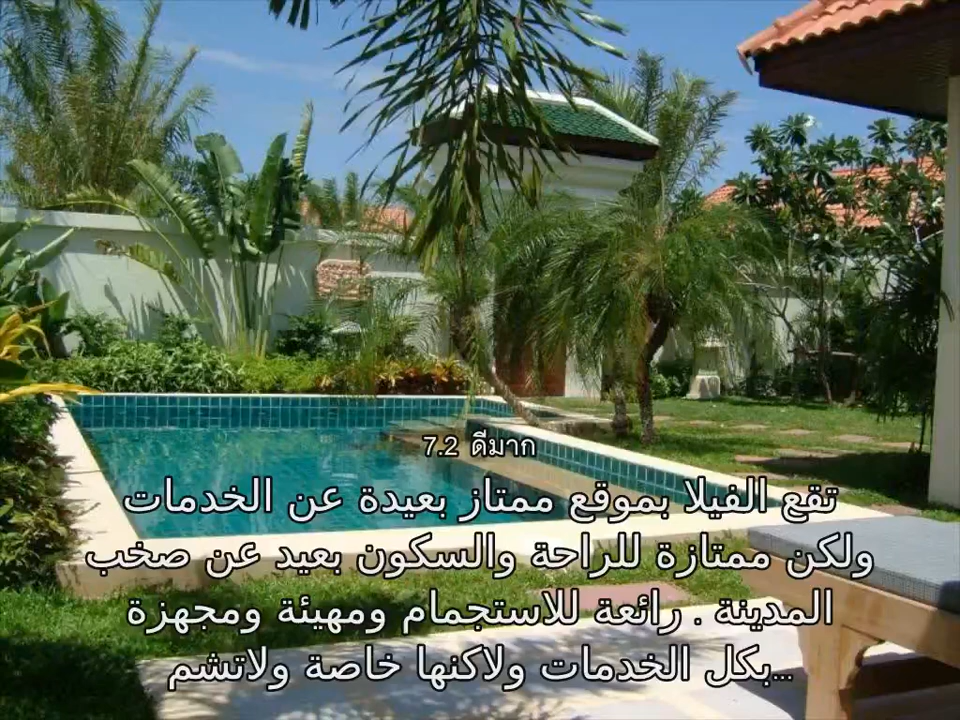 7.2 ดีมาก
تقع الفيلا بموقع ممتاز بعيدة عن الخدمات
ولكن ممتازة للراحة والسكون بعيد عن صخب
المدينة . رائعة للاستجمام ومهيئة ومجهزة
بكل الخدمات ولاكنها خاصة ولاتشم...